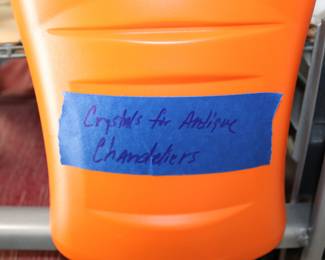 Crystals for Antique
Chandeliers